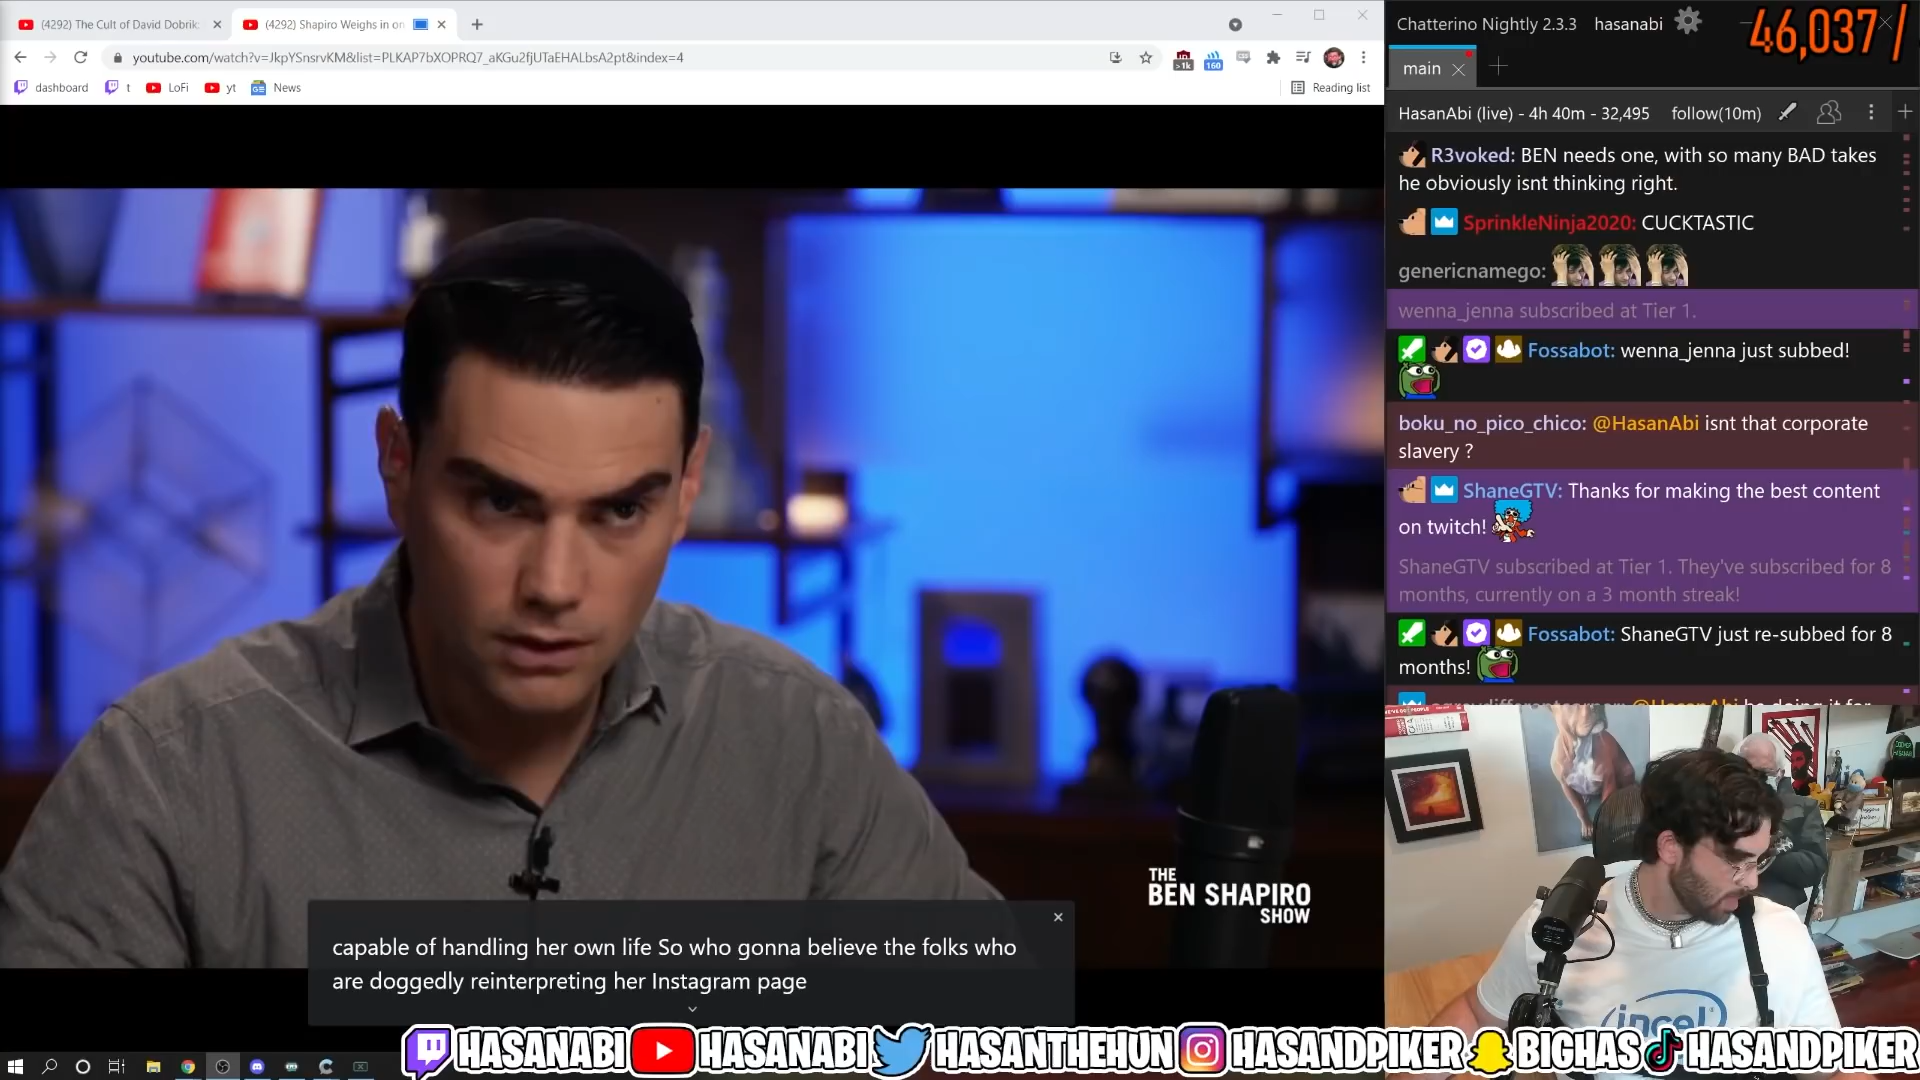 (4292) The Cult of David Dobrik:
(4292) Shapiro Weighs in on
youtube.com/watch?v=JkpYSnsrvKM&list=PLKAP7bXOPRQ7_aKGu2fjUTaEHALbsA2pt&index=4
>1k
160
dashboard
t
LoFi
yt
News
Reading list
THE
BEN SHAPIRO
SHOW
capable of handling her own life So who gonna believe the folks who
are doggedly reinterpreting her Instagram page
Chatterino Nightly 2.3.3
hasanabi
46,037 /
main
HasanAbi (live) - 4h 40m - 32,495
follow(10m)
R3voked: BEN needs one, with so many BAD takes
he obviously isnt thinking right.
SprinkleNinja2020: CUCKTASTIC
genericnamego:
wenna_jenna subscribed at Tier 1.
Fossabot: wenna_jenna just subbed!
boku_no_pico_chico: @HasanAbi isnt that corporate
slavery ?
ShaneGTV: Thanks for making the best content
on twitch!
ShaneGTV subscribed at Tier 1. They've subscribed for 8
months, currently on a 3 month streak!
Fossabot: ShaneGTV just re-subbed for 8
months!
intel
HASANABI
HASANABI
HASANTHEHUN
HASANDPIKER
BIGHAS
HASANDPIKER